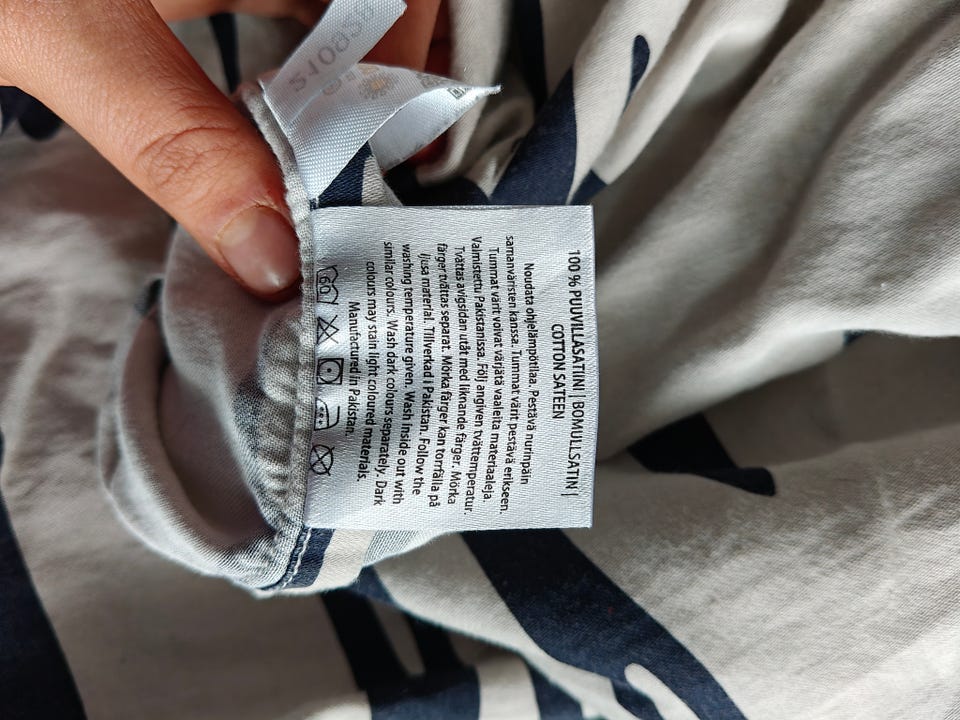 100 % PUUVILLASATIINI | BOMULLSATIN |
COTTON SATEEN
Noudata ohjelämpötilaa. Pestävä nurinpäin
samanväristen kanssa. Tummat värit pestävä erikseen.
Tummat värit voivat värjätä vaaleita materiaaleja.
Valmistettu Pakistanissa. Följ angiven tvättemperatur.
Tvättas avigsidan utåt med liknande färger. Mörka
färger tvättas separat. Mörka färger kan torrfälla på
ljusa material. Tillverkad i Pakistan. Follow the
washing temperature given. Wash inside out with
similar colours. Wash dark colours separately. Dark
colours may stain light coloured materials.
Manufactured in Pakistan.
60